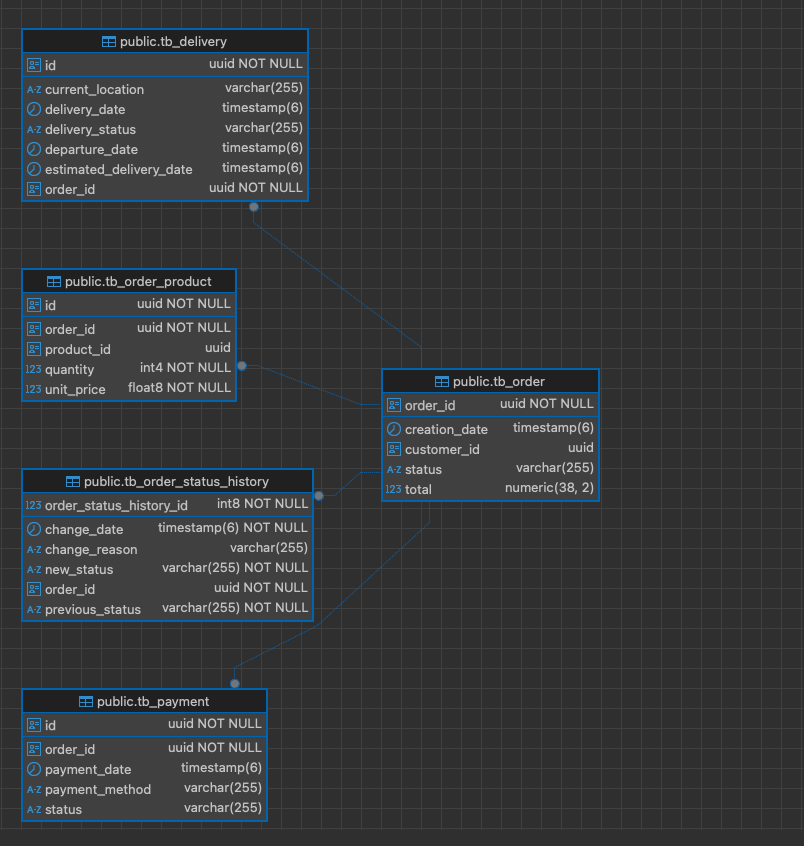 public.tb_delivery
id uuid NOT NULL
A-Z current_location varchar(255)
delivery_date timestamp(6)
A-Z delivery_status varchar(255)
departure_date timestamp(6)
estimated_delivery_date timestamp(6)
order_id uuid NOT NULL
public.tb_order_product
id uuid NOT NULL
order_id uuid NOT NULL
product_id uuid
123 quantity int4 NOT NULL
123 unit_price float8 NOT NULL
public.tb_order
order_id uuid NOT NULL
creation_date timestamp(6)
customer_id uuid
A-Z status varchar(255)
123 total numeric(38, 2)
public.tb_order_status_history
123 order_status_history_id int8 NOT NULL
change_date timestamp(6) NOT NULL
A-Z change_reason varchar(255)
A-Z new_status varchar(255) NOT NULL
order_id uuid NOT NULL
A-Z previous_status varchar(255) NOT NULL
public.tb_payment
id uuid NOT NULL
order_id uuid NOT NULL
payment_date timestamp(6)
A-Z payment_method varchar(255)
A-Z status varchar(255)